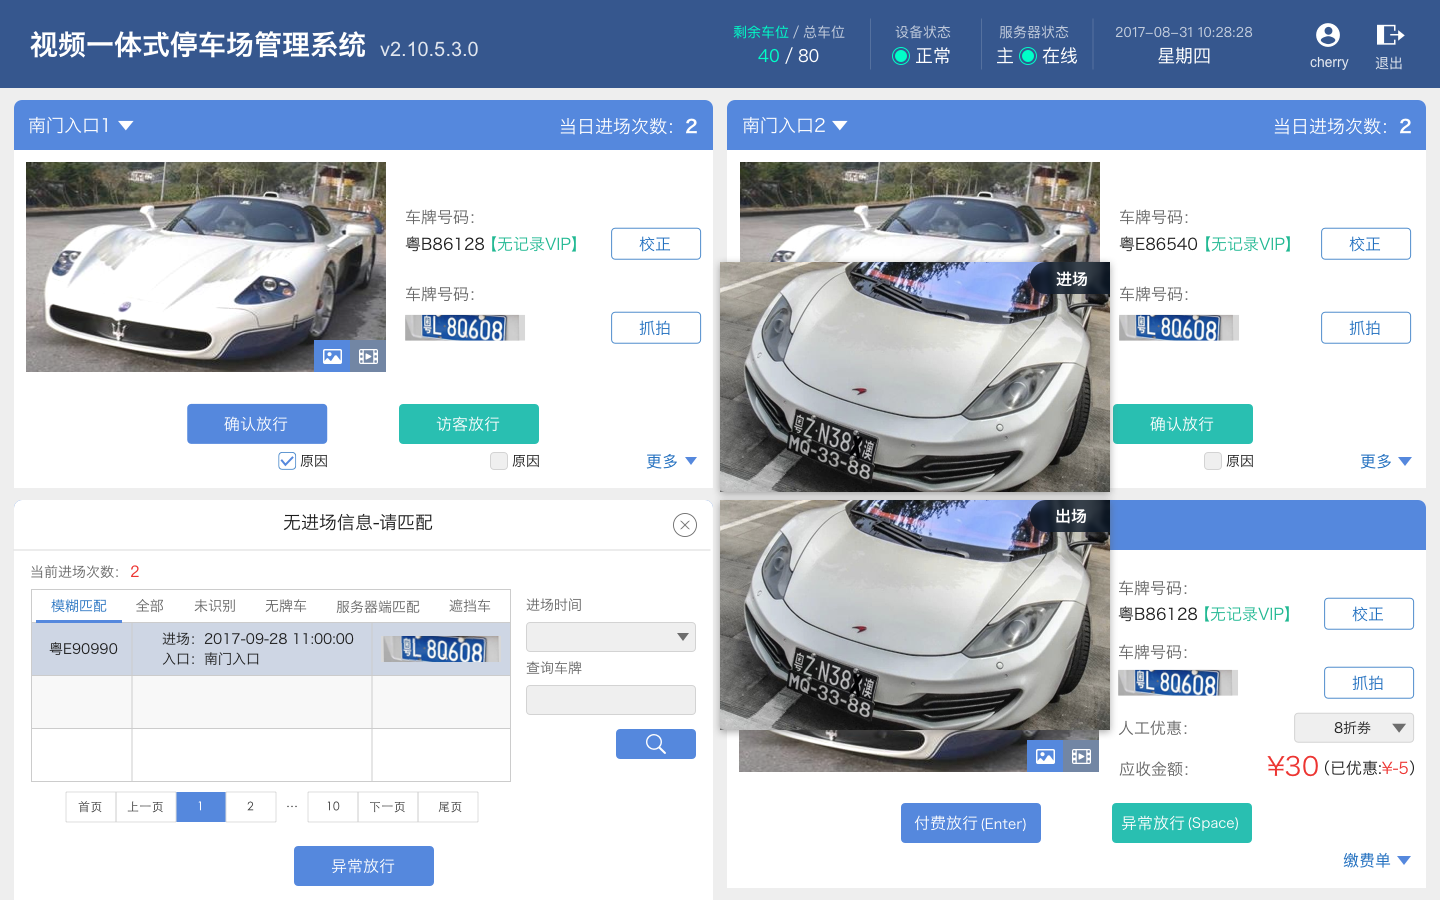 视频一体式停车场管理系统 v2.10.5.3.0
剩余车位 / 总车位
40 / 80
设备状态
正常
服务器状态
主 在线
2017-08-31 10:28:28
星期四
cherry
退出
南门入口1
当日进场次数：2
车牌号码：
粤B86128【无记录VIP】
校正
车牌号码：
粤L 8Q608
抓拍
确认放行
访客放行
原因
原因
更多
南门入口2
当日进场次数：2
车牌号码：
粤E86540【无记录VIP】
校正
车牌号码：
粤L 8Q608
抓拍
进场
粤Z·N38X澳
MQ-33-88
确认放行
原因
更多
无进场信息-请匹配
当前进场次数：2
模糊匹配
全部
未识别
无牌车
服务器端匹配
遮挡车
粤E90990
进场：2017-09-28 11:00:00
入口：南门入口
粤L 8Q608
进场时间
查询车牌
首页
上一页
1
2
···
10
下一页
尾页
异常放行
出场
粤Z·N38X澳
MQ-33-88
车牌号码：
粤B86128【无记录VIP】
校正
车牌号码：
粤L 8Q608
抓拍
人工优惠：
8折券
应收金额：
¥30（已优惠:¥-5）
付费放行(Enter)
异常放行(Space)
缴费单